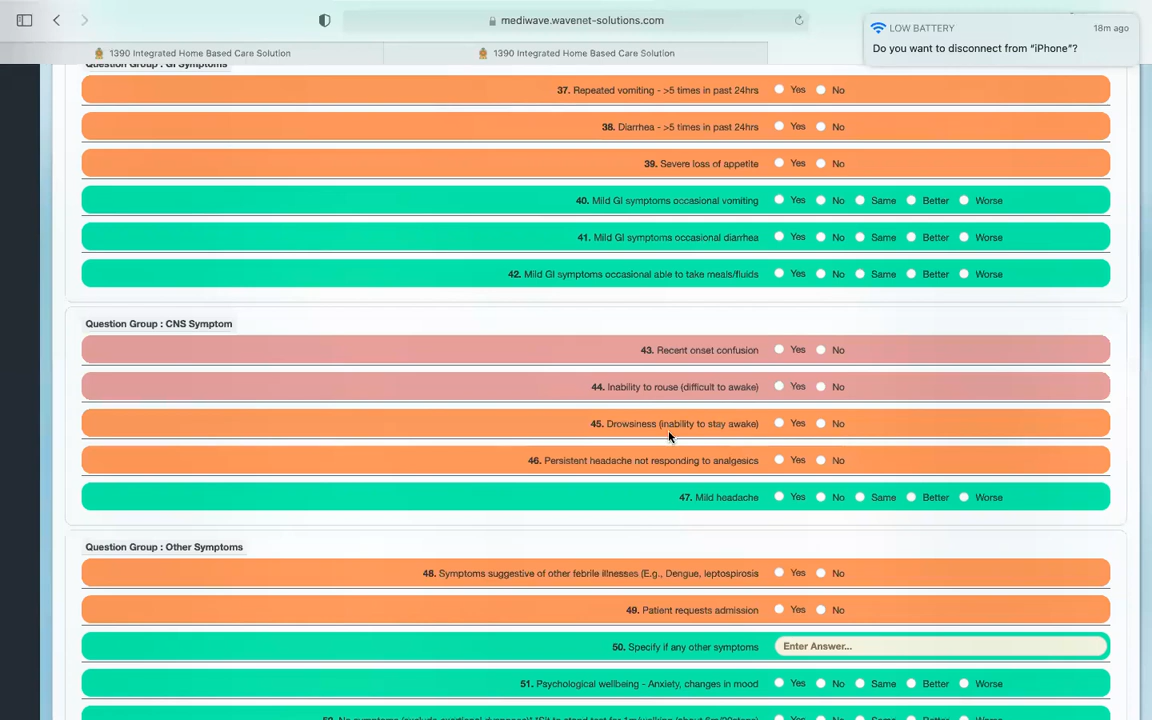 mediwave.wavenet-solutions.com
LOW BATTERY 18m ago
Do you want to disconnect from “iPhone”?
1390 Integrated Home Based Care Solution 1390 Integrated Home Based Care Solution
Question Group : GI Symptoms
37. Repeated vomiting - >5 times in past 24hrs Yes No
38. Diarrhea - >5 times in past 24hrs Yes No
39. Severe loss of appetite Yes No
40. Mild GI symptoms occasional vomiting Yes No Same Better Worse
41. Mild GI symptoms occasional diarrhea Yes No Same Better Worse
42. Mild GI symptoms occasional able to take meals/fluids Yes No Same Better Worse
Question Group : CNS Symptom
43. Recent onset confusion Yes No
44. Inability to rouse (difficult to awake) Yes No
45. Drowsiness (inability to stay awake) Yes No
46. Persistent headache not responding to analgesics Yes No
47. Mild headache Yes No Same Better Worse
Question Group : Other Symptoms
48. Symptoms suggestive of other febrile illnesses (E.g., Dengue, leptospirosis Yes No
49. Patient requests admission Yes No
50. Specify if any other symptoms Enter Answer...
51. Psychological wellbeing - Anxiety, changes in mood Yes No Same Better Worse